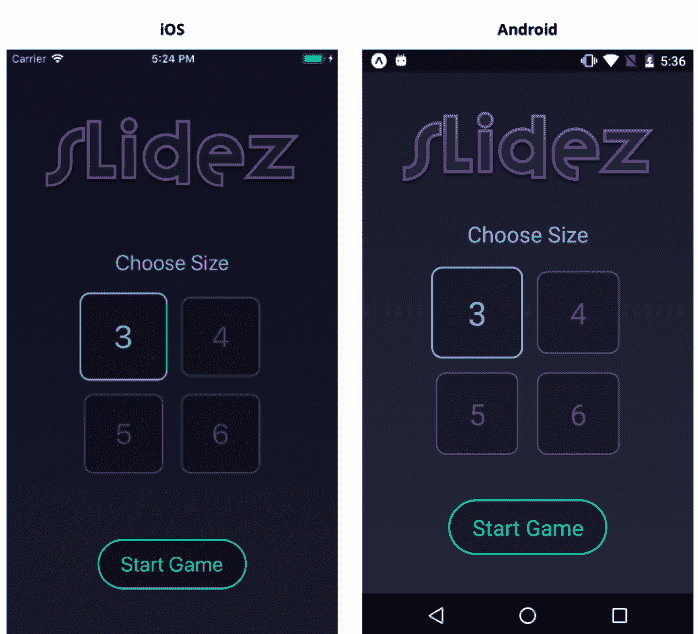 iOS
Carrier 5:24 PM
SLidez
Choose Size
3 4
5 6
Start Game
Android
5:36
SLidez
Choose Size
3 4
5 6
Start Game